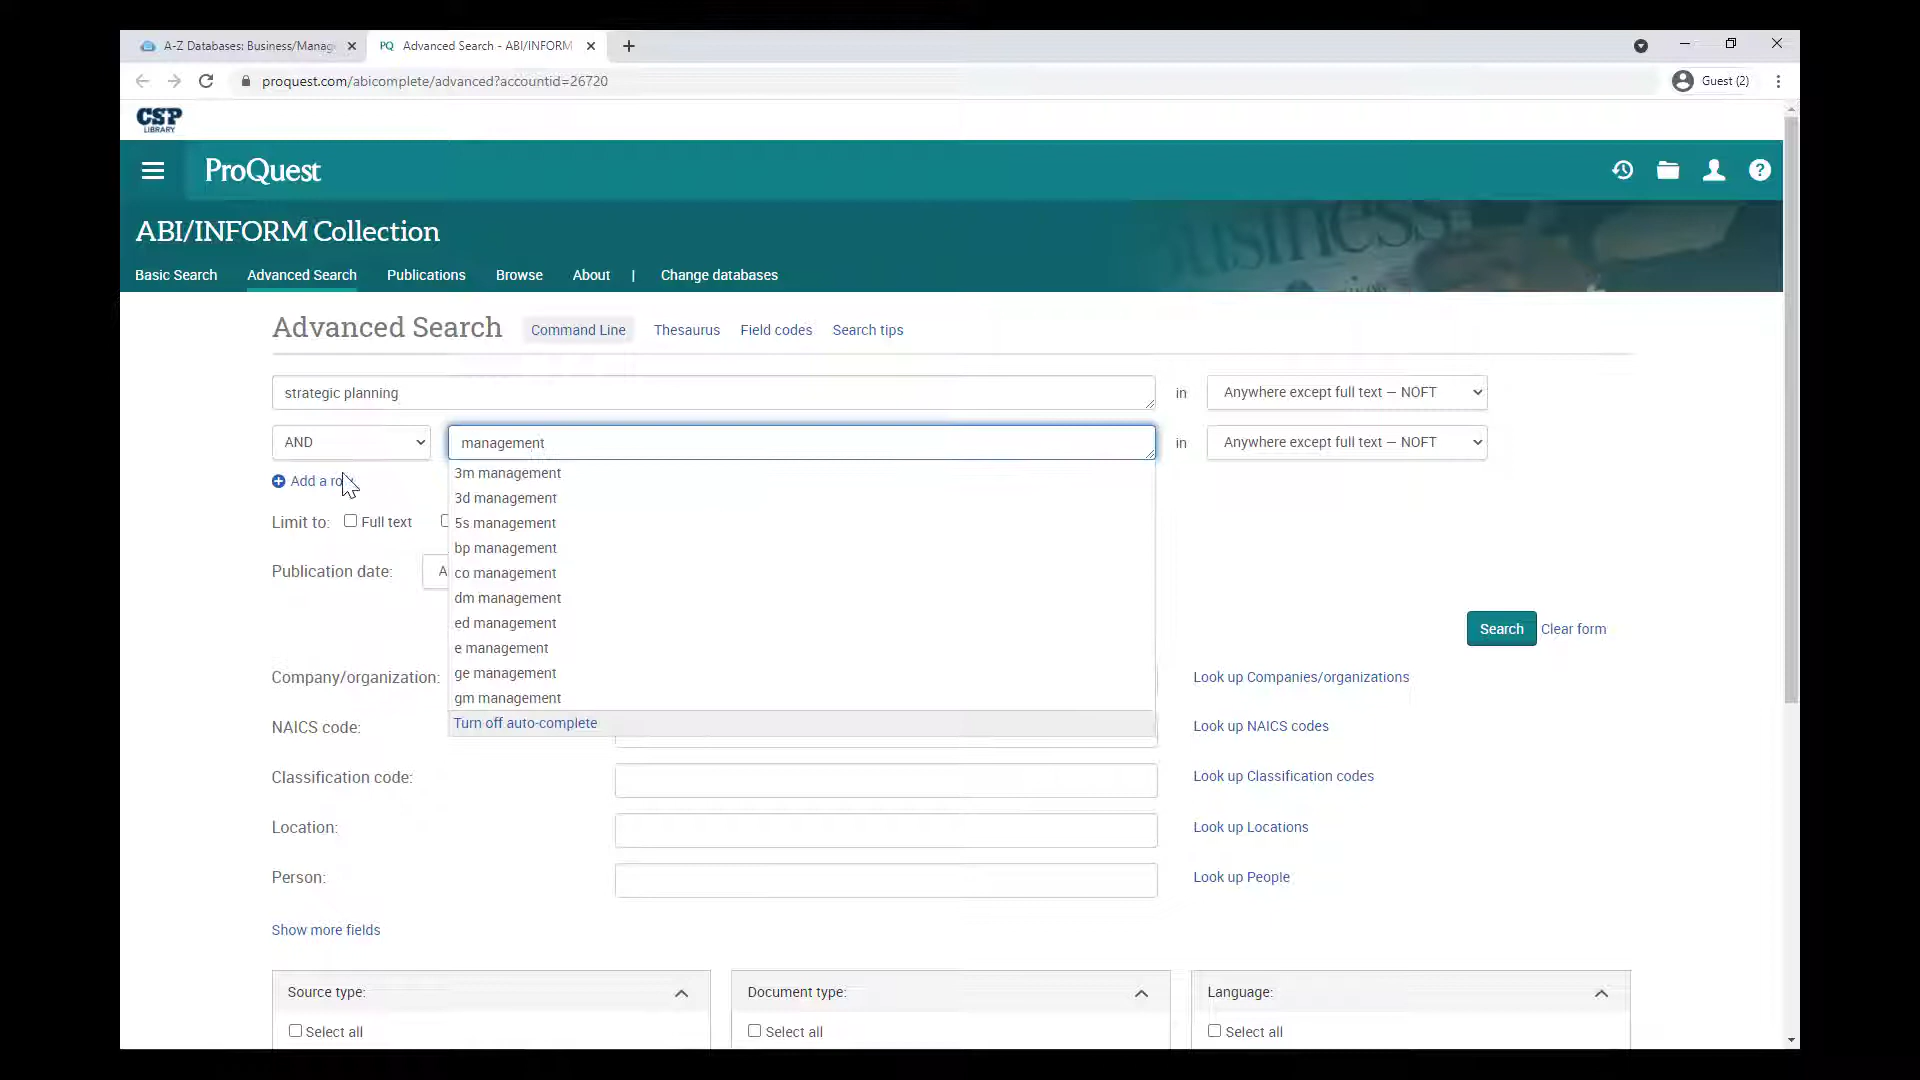 A-Z Databases: Business/Manag
PQ Advanced Search - ABI/INFORM
proquest.com/abicomplete/advanced?accountid=26720
Guest (2)
CSP
LIBRARY
ProQuest
?
ABI/INFORM Collection
Basic Search Advanced Search Publications Browse About | Change databases
Advanced Search Command Line Thesaurus Field codes Search tips
strategic planning in Anywhere except full text — NOFT
AND management in Anywhere except full text — NOFT
3m management
Add a row
3d management
Limit to: Full text 5s management
bp management
Publication date: A co management
dm management
ed management Search Clear form
e management
Company/organization: ge management Look up Companies/organizations
gm management
NAICS code: Turn off auto-complete Look up NAICS codes
Classification code: Look up Classification codes
Location: Look up Locations
Person: Look up People
Show more fields
Source type: Document type: Language:
Select all Select all Select all